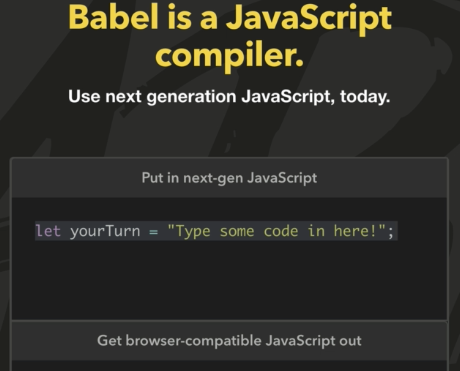 Babel is a JavaScript
compiler.
Use next generation JavaScript, today.
Put in next-gen JavaScript
let yourTurn = "Type some code in here!";
Get browser-compatible JavaScript out